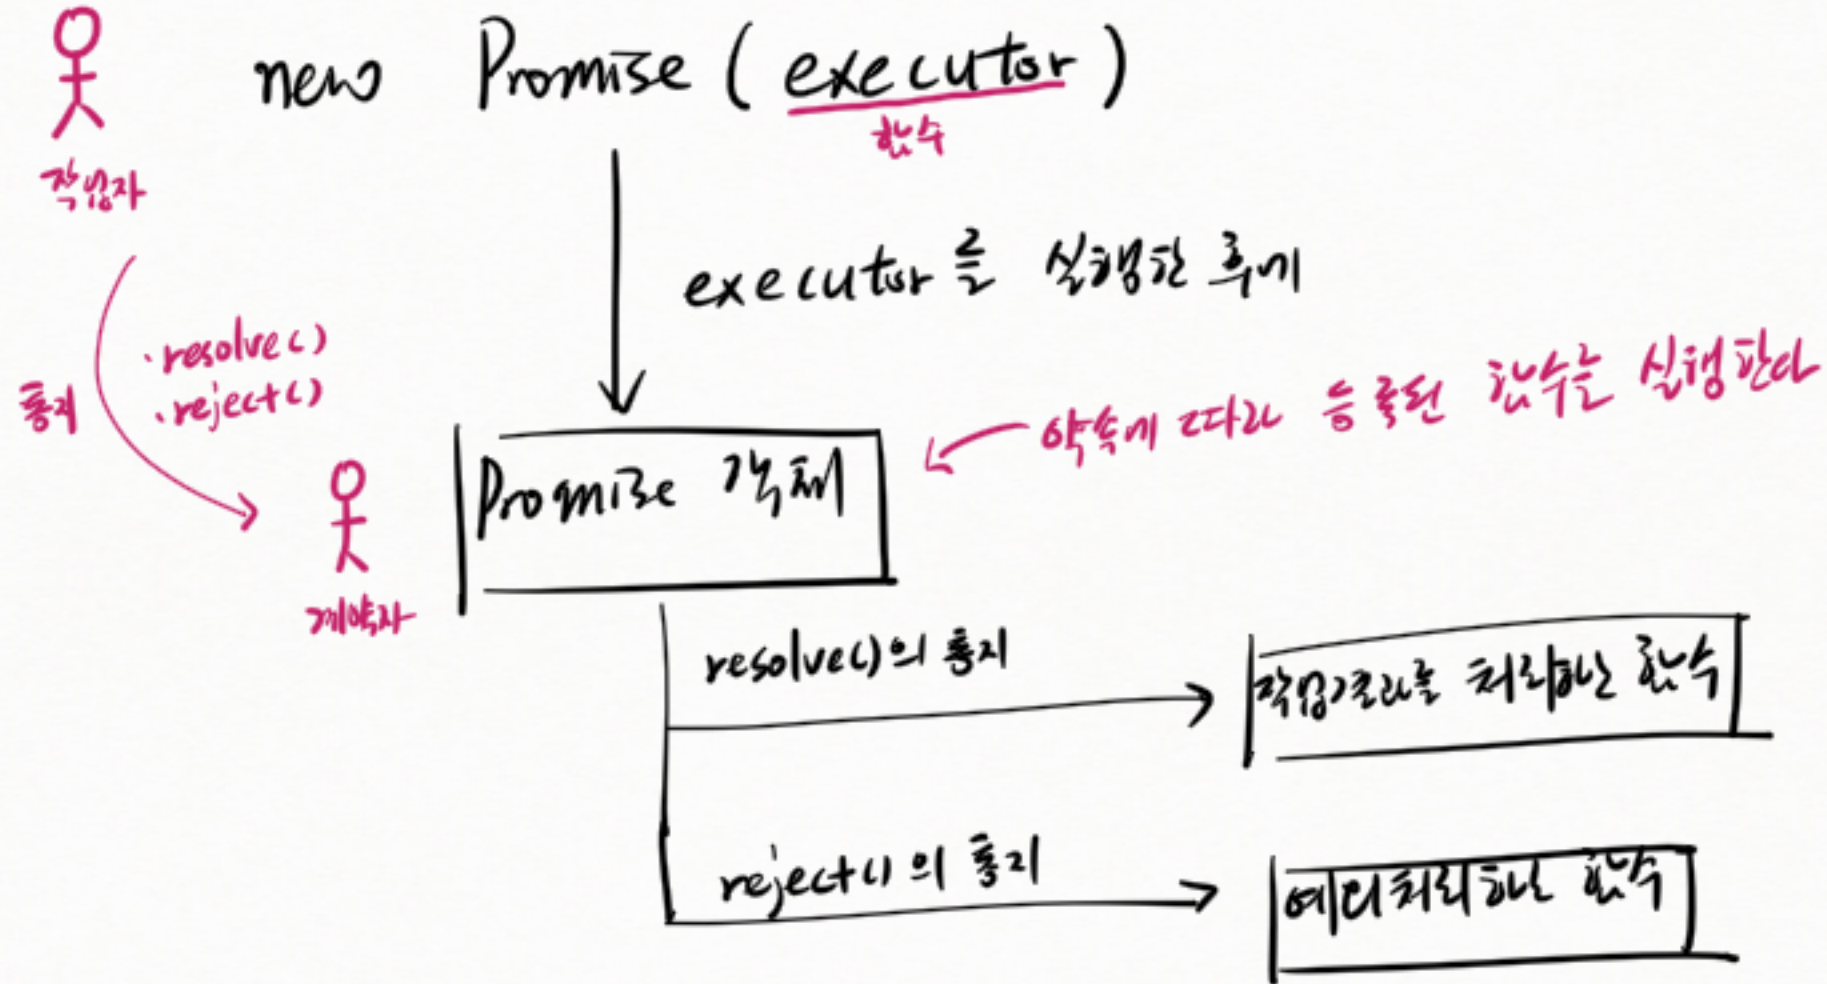 new Promise ( executor )
함수
작업자
executor를 실행한 후에
.resolve()
.reject()
통지
약속에 따라 등록된 함수를 실행한다
Promise 객체
계약자
resolve()의 통지
작업결과를 처리하는 함수
reject()의 통지
에러처리하는 함수